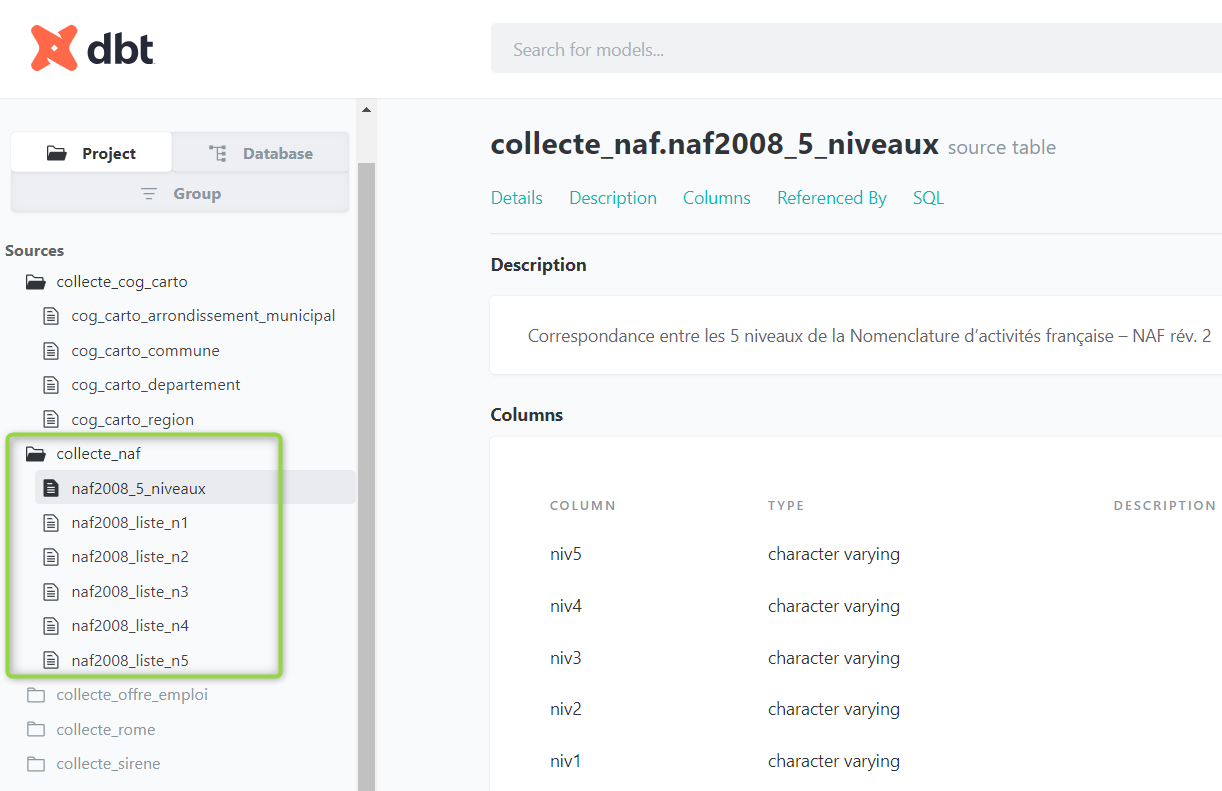 dbt
Search for models...
Project
Database
Group
Sources
collecte_cog_carto
cog_carto_arrondissement_municipal
cog_carto_commune
cog_carto_departement
cog_carto_region
collecte_naf
naf2008_5_niveaux
naf2008_liste_n1
naf2008_liste_n2
naf2008_liste_n3
naf2008_liste_n4
naf2008_liste_n5
collecte_offre_emploi
collecte_rome
collecte_sirene
collecte_naf.naf2008_5_niveaux source table
Details Description Columns Referenced By SQL
Description
Correspondance entre les 5 niveaux de la Nomenclature d’activités française – NAF rév. 2
Columns
COLUMN TYPE DESCRIPTION
niv5 character varying
niv4 character varying
niv3 character varying
niv2 character varying
niv1 character varying